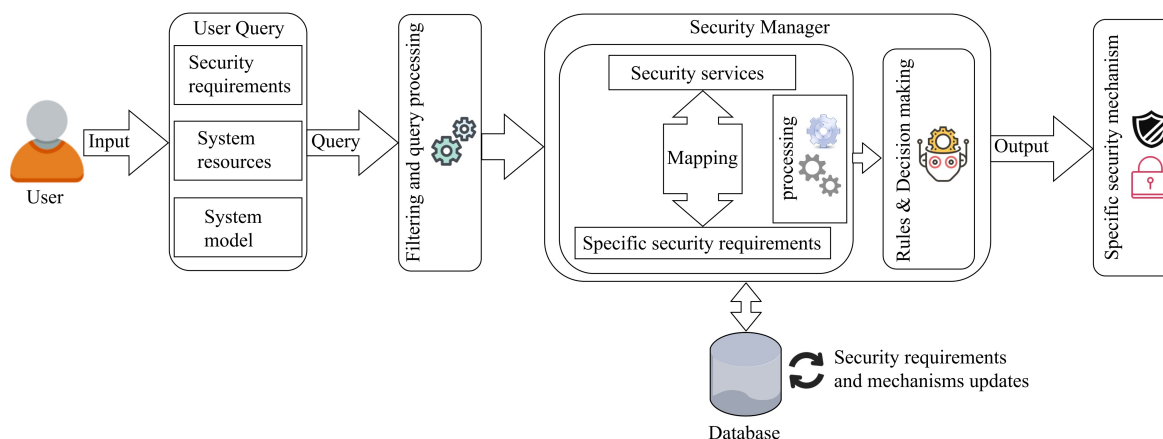 User
Input
User Query
Security
requirements
System
resources
System
model
Query
Filtering and query processing
Security Manager
Security services
Mapping
Specific security requirements
processing
Rules & Decision making
Output
Specific security mechanism
Security requirements
and mechanisms updates
Database